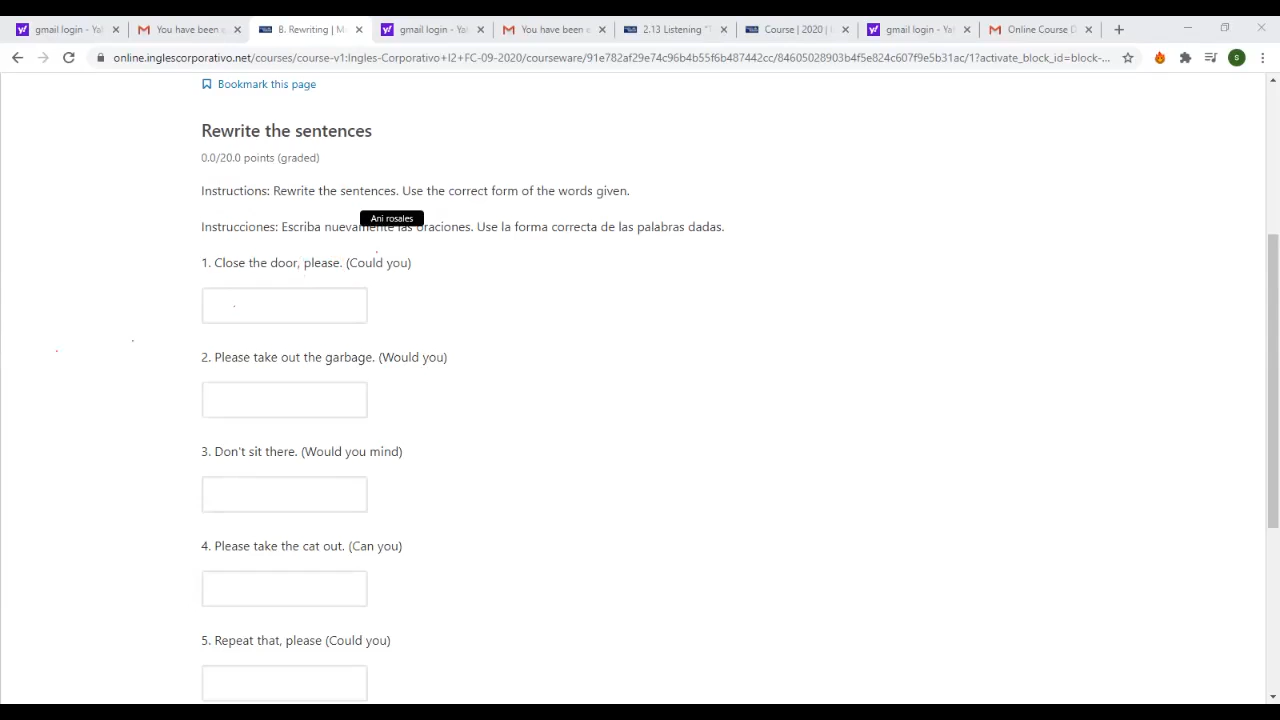 gmail login - Ya
You have been e
B. Rewriting | M
gmail login - Yah
You have been e
2.13 Listening "T
Course | 2020 |
gmail login - Yah
Online Course D
online.inglescorporativo.net/courses/course-v1:Ingles-Corporativo+I2+FC-09-2020/courseware/91e782af29e74c96b4b55f6b487442cc/84605028903b4f5e824c607f9e5b31ac/1?activate_block_id=block-...
S
Bookmark this page
Rewrite the sentences
0.0/20.0 points (graded)
Instructions: Rewrite the sentences. Use the correct form of the words given.
Ani rosales
Instrucciones: Escriba nuevamente las oraciones. Use la forma correcta de las palabras dadas.
1. Close the door, please. (Could you)
2. Please take out the garbage. (Would you)
3. Don't sit there. (Would you mind)
4. Please take the cat out. (Can you)
5. Repeat that, please (Could you)